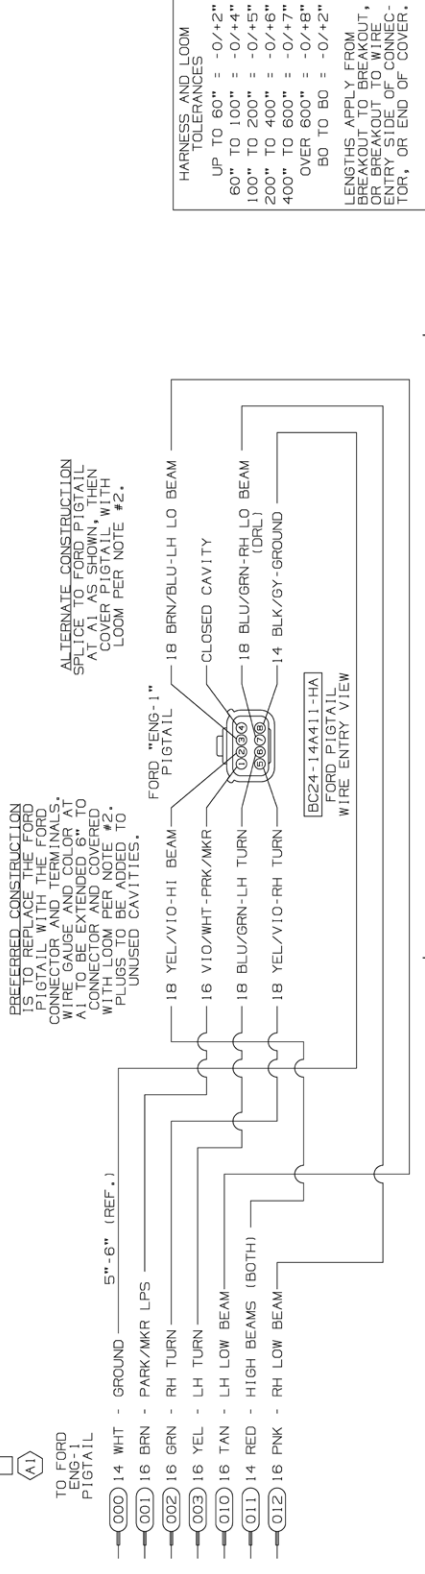 A1
TO FORD
ENG-1
PIGTAIL
000 14 WHT - GROUND 5"-6" (REF.)
001 16 BRN - PARK/MKR LPS
002 16 GRN - RH TURN
003 16 YEL - LH TURN
010 16 TAN - LH LOW BEAM
011 14 RED - HIGH BEAMS (BOTH)
012 16 PNK - RH LOW BEAM
PREFERRED CONSTRUCTION
IS TO REPLACE THE FORD
PIGTAIL WITH THE FORD
CONNECTOR AND TERMINALS.
WIRE GAUGE AND COLOR AT
A1 TO BE EXTENDED 6" TO
CONNECTOR AND COVERED
WITH LOOM PER NOTE #2.
PLUGS TO BE ADDED TO
UNUSED CAVITIES.
ALTERNATE CONSTRUCTION
SPLICE TO FORD PIGTAIL
AT A1 AS SHOWN, THEN
COVER PIGTAIL WITH
LOOM PER NOTE #2.
FORD "ENG-1"
PIGTAIL
18 YEL/VIO-HI BEAM
16 VIO/WHT-PRK/MKR
18 BLU/GRN-LH TURN
18 YEL/VIO-RH TURN
1 2 3 4
5 6 7 8
18 BRN/BLU-LH LO BEAM
CLOSED CAVITY
18 BLU/GRN-RH LO BEAM
(DRL)
14 BLK/GY-GROUND
BC24-14A411-HA
FORD PIGTAIL
WIRE ENTRY VIEW
HARNESS AND LOOM
TOLERANCES
UP TO 60" = -0/+2"
60" TO 100" = -0/+4"
100" TO 200" = -0/+5"
200" TO 400" = -0/+6"
400" TO 600" = -0/+7"
OVER 600" = -0/+8"
BO TO BO = -0/+2"
LENGTHS APPLY FROM
BREAKOUT TO BREAKOUT,
OR BREAKOUT TO WIRE
ENTRY SIDE OF CONNEC-
TOR, OR END OF COVER.